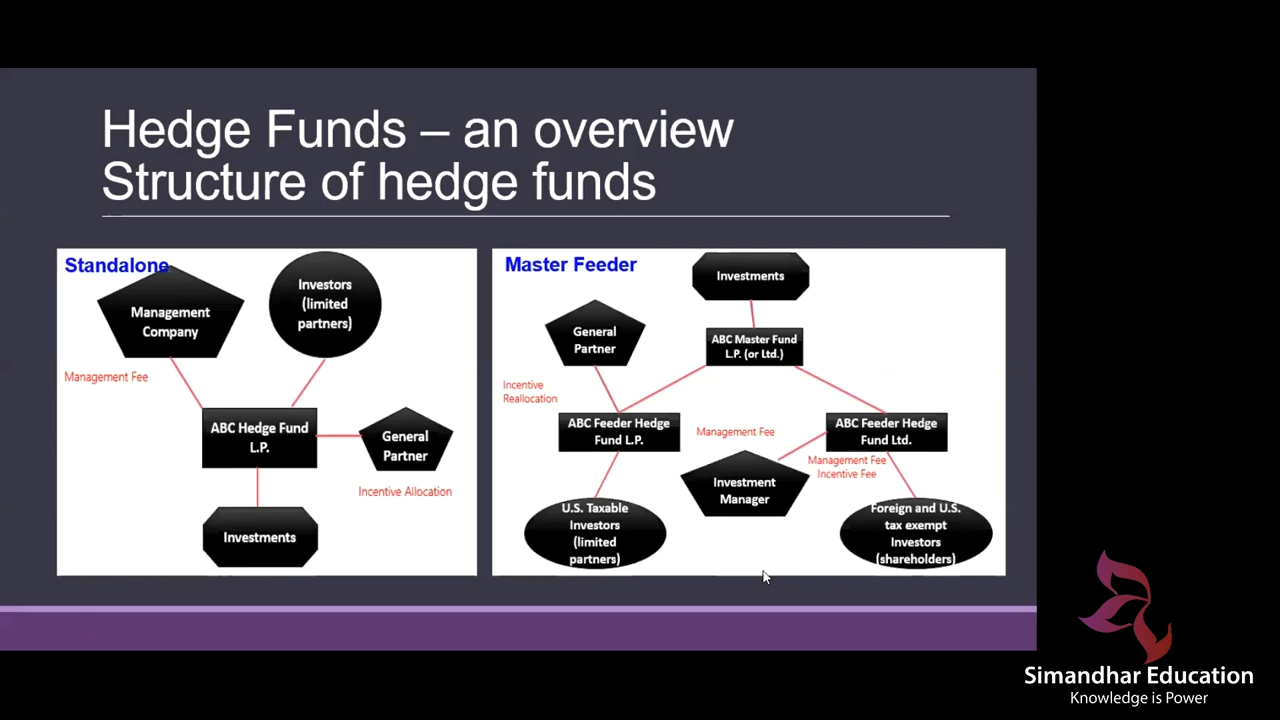 Hedge Funds – an overview
Structure of hedge funds
Standalone
Management
Company
Investors
(limited
partners)
Management Fee
ABC Hedge Fund
L.P.
General
Partner
Incentive Allocation
Investments
Master Feeder
Investments
General
Partner
ABC Master Fund
L.P. (or Ltd.)
Incentive
Reallocation
ABC Feeder Hedge
Fund L.P.
Management Fee
ABC Feeder Hedge
Fund Ltd.
Management Fee
Incentive Fee
Investment
Manager
U.S. Taxable
Investors
(limited
partners)
Foreign and U.S.
tax exempt
Investors
(shareholders)
Simandhar Education
Knowledge is Power